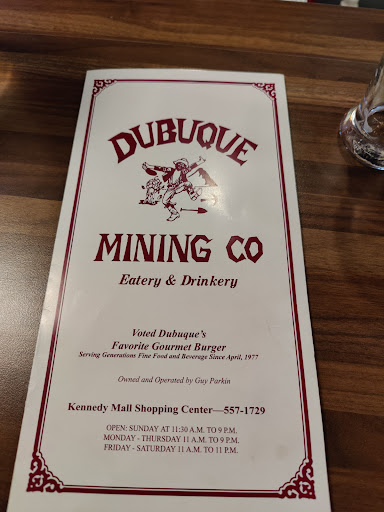 DUBUQUE
MINING CO
Eatery & Drinkery
Voted Dubuque's
Favorite Gourmet Burger
Serving Generations Fine Food and Beverage Since April, 1977
Owned and Operated by Guy Parkin
Kennedy Mall Shopping Center—557-1729
OPEN: SUNDAY AT 11:30 A.M. TO 9 P.M.
MONDAY - THURSDAY 11 A.M. TO 9 P.M.
FRIDAY - SATURDAY 11 A.M. TO 11 P.M.